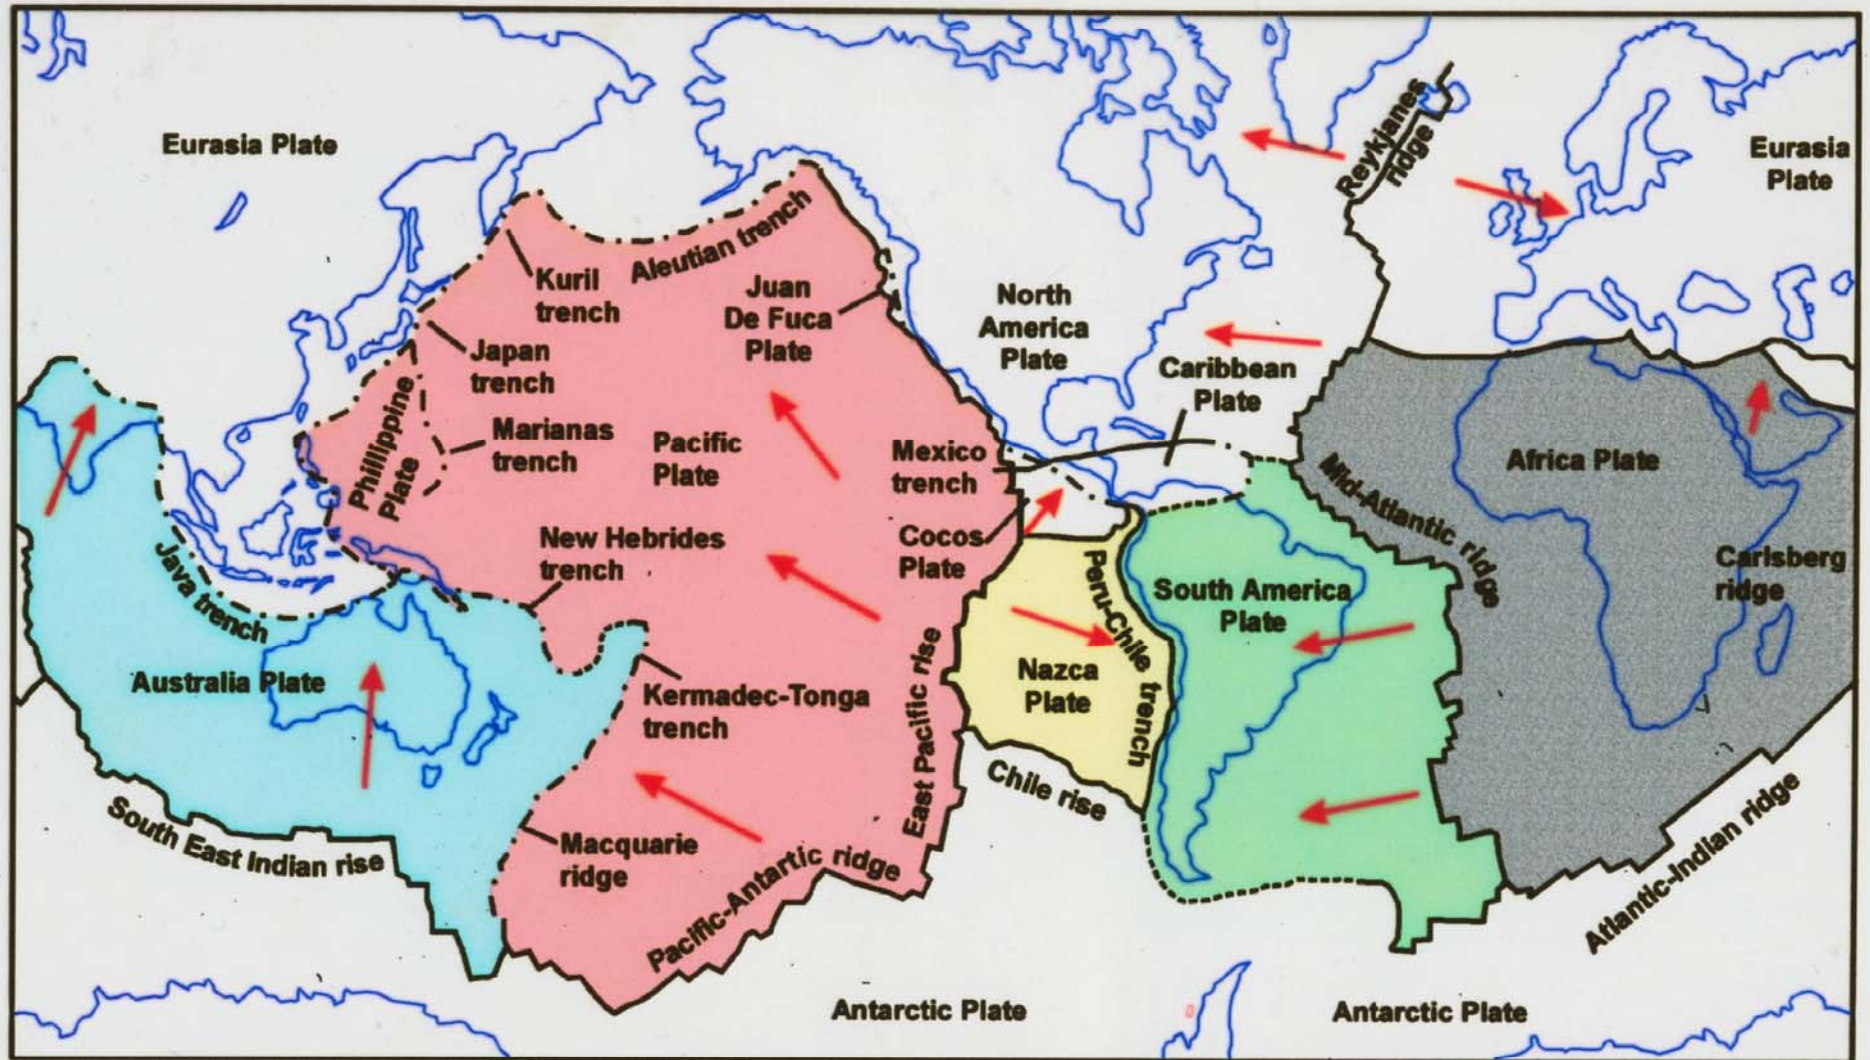 Eurasia Plate
Reykjanes
ridge
Eurasia
Plate
Aleutian trench
Kuril
trench
Juan
De Fuca
Plate
North
America
Plate
Japan
trench
Caribbean
Plate
Phillippine
Plate
Marianas
trench
Pacific
Plate
Mexico
trench
Africa Plate
Mid-Atlantic ridge
New Hebrides
trench
Cocos
Plate
Peru-Chile trench
Carlsberg
ridge
Java trench
South America
Plate
Australia Plate
Kermadec-Tonga
trench
East Pacific rise
Nazca
Plate
Chile rise
South East Indian rise
Macquarie
ridge
Pacific-Antartic ridge
Atlantic-Indian ridge
Antarctic Plate
Antarctic Plate